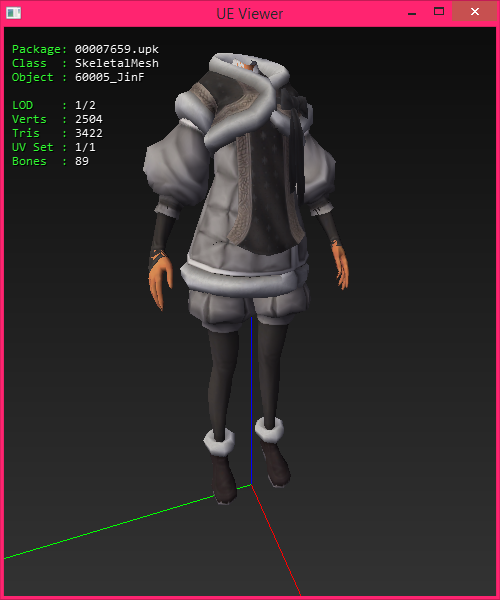 UE Viewer
Package: 00007659.upk
Class : SkeletalMesh
Object : 60005_JinF
LOD : 1/2
Verts : 2504
Tris : 3422
UV Set : 1/1
Bones : 89